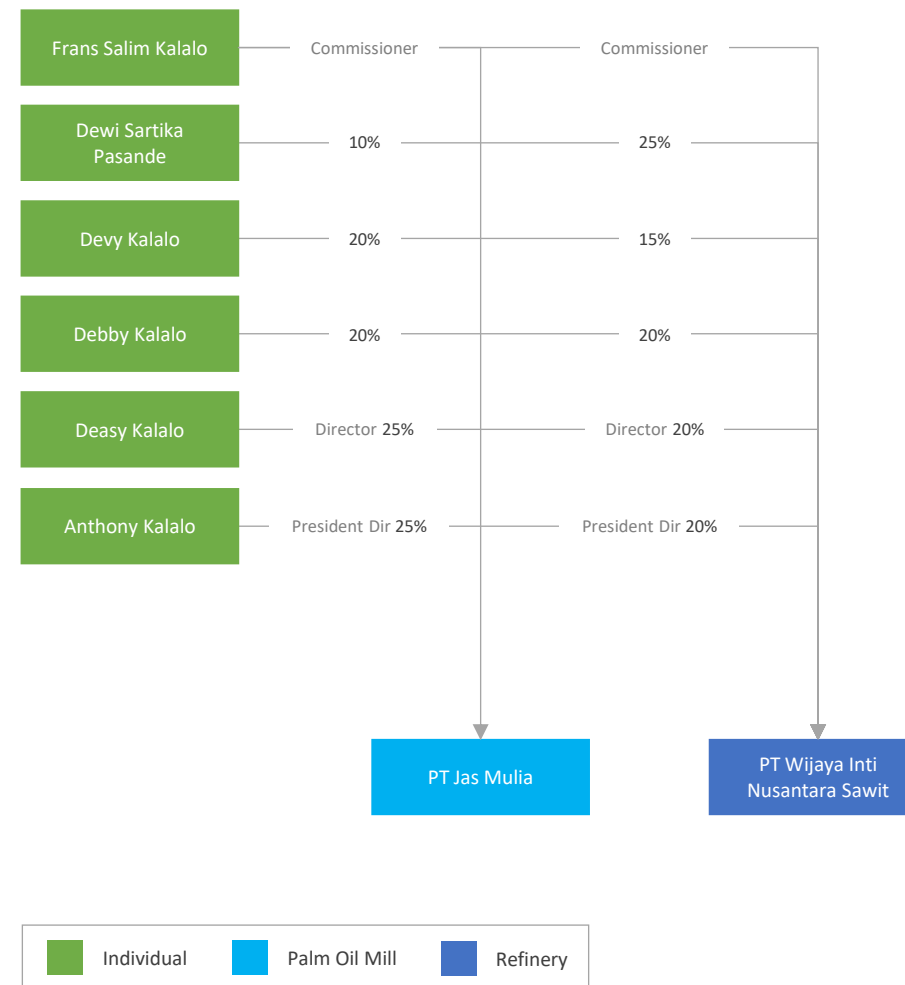 Frans Salim Kalalo
Commissioner
Commissioner
Dewi Sartika
Pasande
10%
25%
Devy Kalalo
20%
15%
Debby Kalalo
20%
20%
Deasy Kalalo
Director 25%
Director 20%
Anthony Kalalo
President Dir 25%
President Dir 20%
PT Jas Mulia
PT Wijaya Inti
Nusantara Sawit
Individual
Palm Oil Mill
Refinery